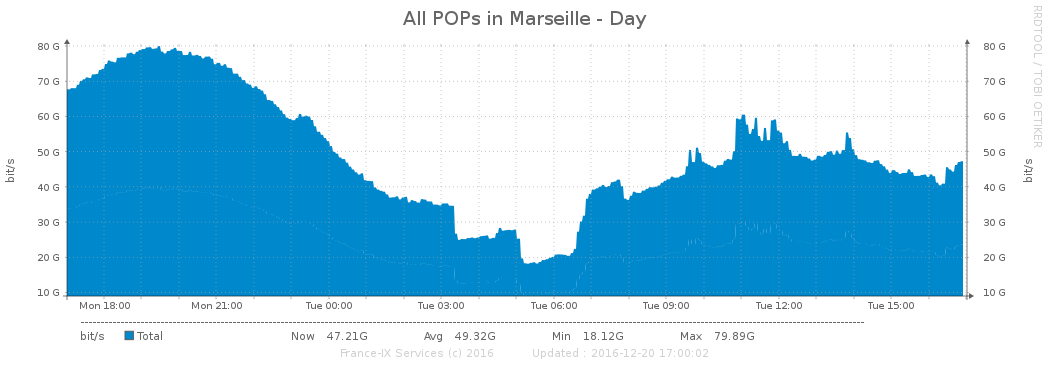 All POPs in Marseille - Day
RRDTOOL / TOBI OETIKER
bit/s
80 G
70 G
60 G
50 G
40 G
30 G
20 G
10 G
80 G
70 G
60 G
50 G
40 G
30 G
20 G
10 G
bit/s
Mon 18:00 Mon 21:00 Tue 00:00 Tue 03:00 Tue 06:00 Tue 09:00 Tue 12:00 Tue 15:00
bit/s Total Now 47.21G Avg 49.32G Min 18.12G Max 79.89G
France-IX Services (c) 2016 Updated : 2016-12-20 17:00:02